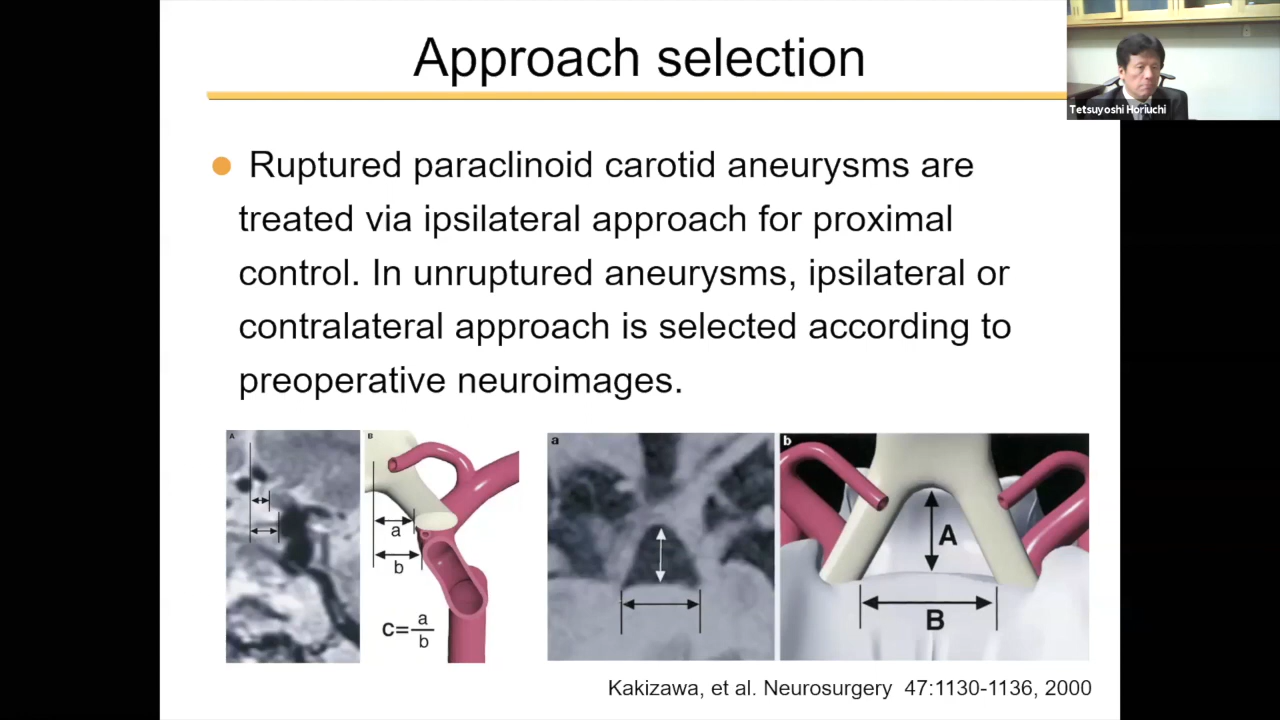 Approach selection
Tetsuyoshi Horiuchi
Ruptured paraclinoid carotid aneurysms are
treated via ipsilateral approach for proximal
control. In unruptured aneurysms, ipsilateral or
contralateral approach is selected according to
preoperative neuroimages.
A
B
a
b
C=a/b
a
b
A
B
Kakizawa, et al. Neurosurgery 47:1130-1136, 2000